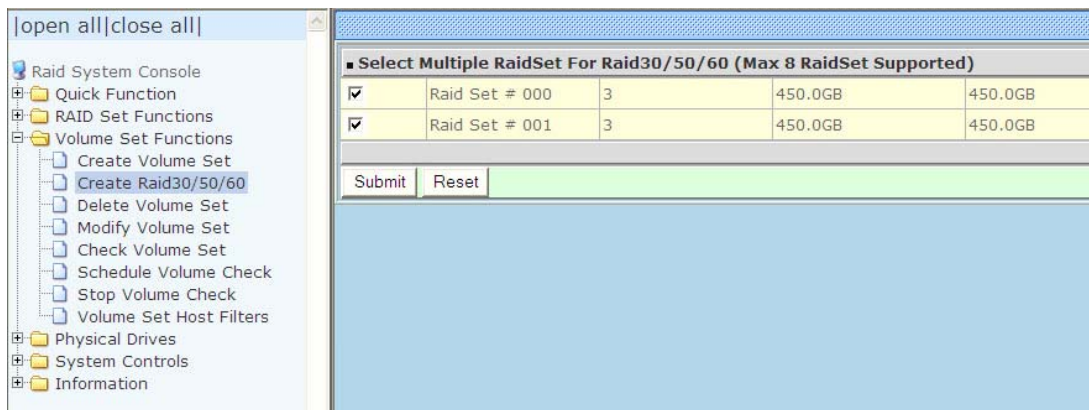 |open all|close all|
Raid System Console
Quick Function
RAID Set Functions
Volume Set Functions
Create Volume Set
Create Raid30/50/60
Delete Volume Set
Modify Volume Set
Check Volume Set
Schedule Volume Check
Stop Volume Check
Volume Set Host Filters
Physical Drives
System Controls
Information
Select Multiple RaidSet For Raid30/50/60 (Max 8 RaidSet Supported)
Raid Set # 000 3 450.0GB 450.0GB
Raid Set # 001 3 450.0GB 450.0GB
Submit Reset